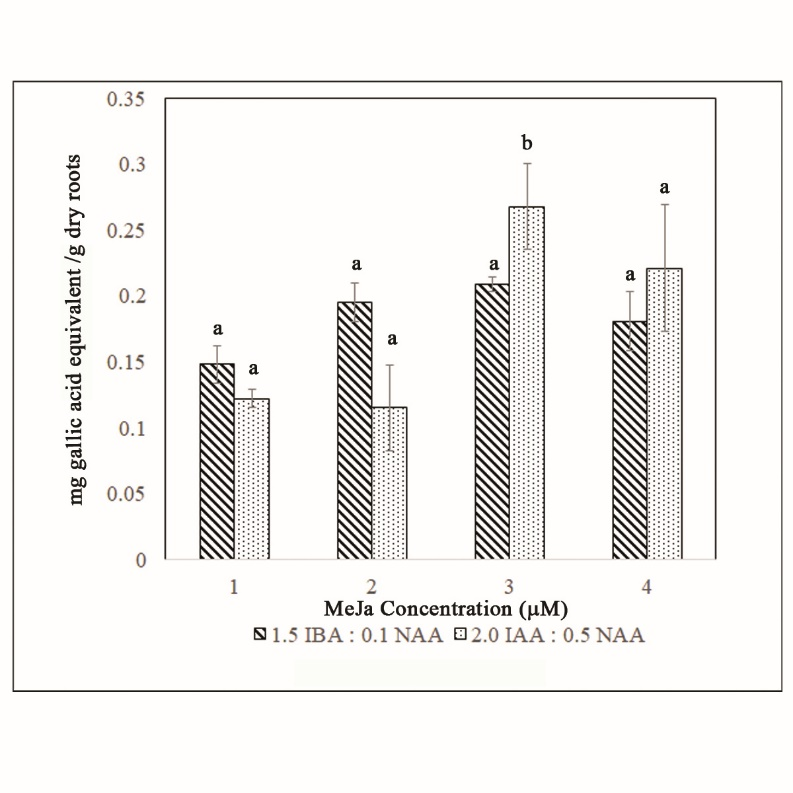 mg gallic acid equivalent /g dry roots
0.35
0.3
0.25
0.2
0.15
0.1
0.05
0
a
a
a
a
a
b
a
a
1
2
3
4
MeJa Concentration (µM)
1.5 IBA : 0.1 NAA
2.0 IAA : 0.5 NAA